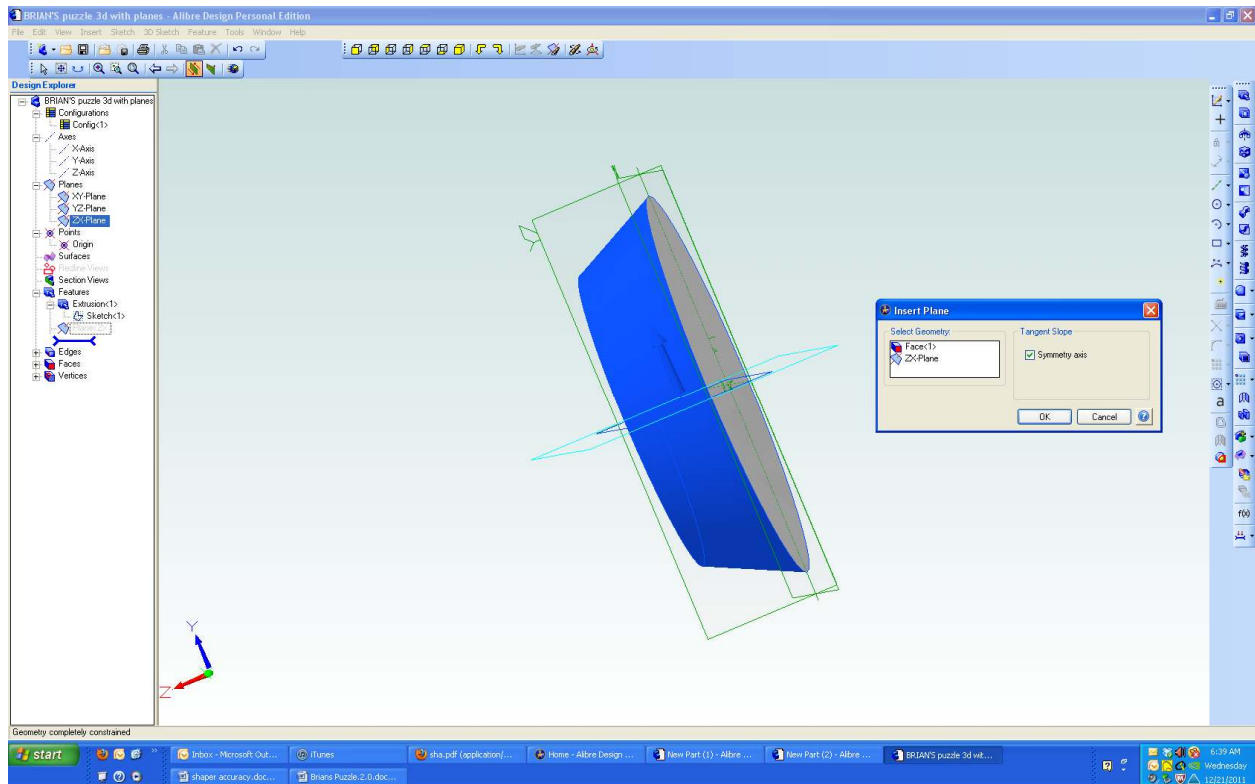 BRIAN'S puzzle 3d with planes - Alibre Design Personal Edition
File Edit View Insert Sketch 3D Sketch Feature Tools Window Help
Design Explorer
BRIAN'S puzzle 3d with planes
Configurations
Config<1>
Axes
X-Axis
Y-Axis
Z-Axis
Planes
XY-Plane
YZ-Plane
ZX-Plane
Points
Origin
Surfaces
Redline Views
Section Views
Features
Extrusion<1>
Sketch<1>
Edges
Faces
Vertices
Insert Plane
Select Geometry:
Face<1>
ZX-Plane
Tangent Slope
Symmetry axis
OK Cancel
a
f(x)
Y
Z
Geometry completely constrained
start
Inbox - Microsoft Out...
iTunes
sha.pdf (application/...
Home - Alibre Design ...
New Part (1) - Alibre ...
New Part (2) - Alibre ...
BRIAN'S puzzle 3d wit...
shaper accuracy.doc...
Brians Puzzle.2.0.doc...
6:39 AM
Wednesday
12/21/2011